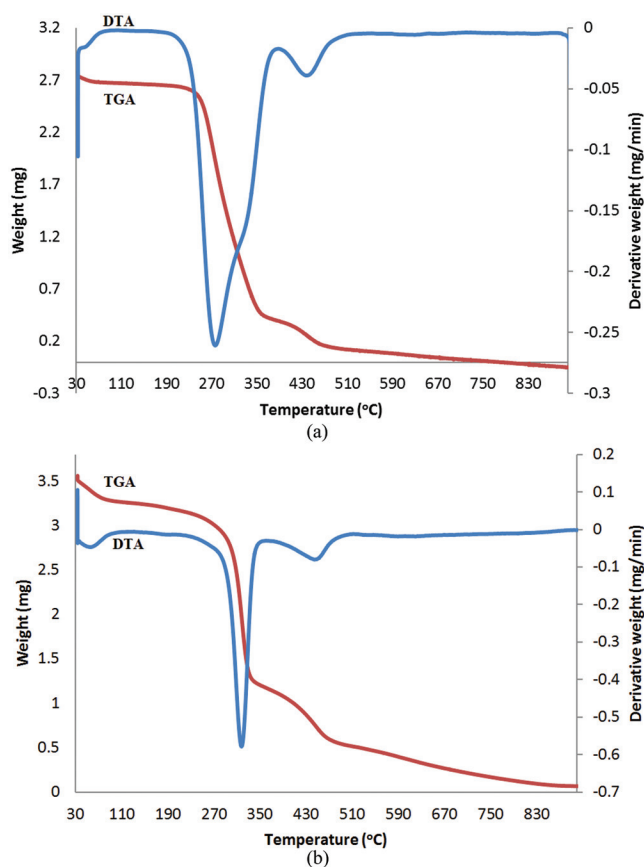 DTA
3.2
0
2.7
TGA
-0.05
2.2
-0.1
1.7
-0.15
1.2
-0.2
0.7
-0.25
0.2
-0.3
-0.3
Weight (mg)
Derivative weight (mg/min)
30 110 190 270 350 430 510 590 670 750 830
Temperature (oC)
(a)
TGA
DTA
3.5
3
2.5
2
1.5
1
0.5
0
Weight (mg)
0.2
0.1
0
-0.1
-0.2
-0.3
-0.4
-0.5
-0.6
-0.7
Derivative weight (mg/min)
30 110 190 270 350 430 510 590 670 750 830
Temperature (oC)
(b)